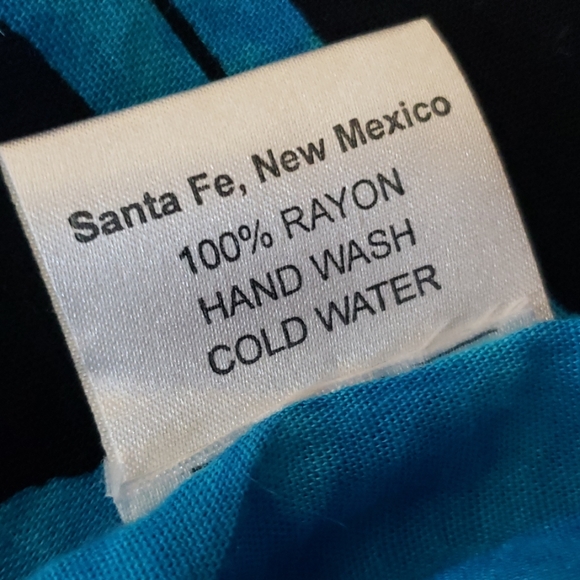 Santa Fe, New Mexico
100% RAYON
HAND WASH
COLD WATER